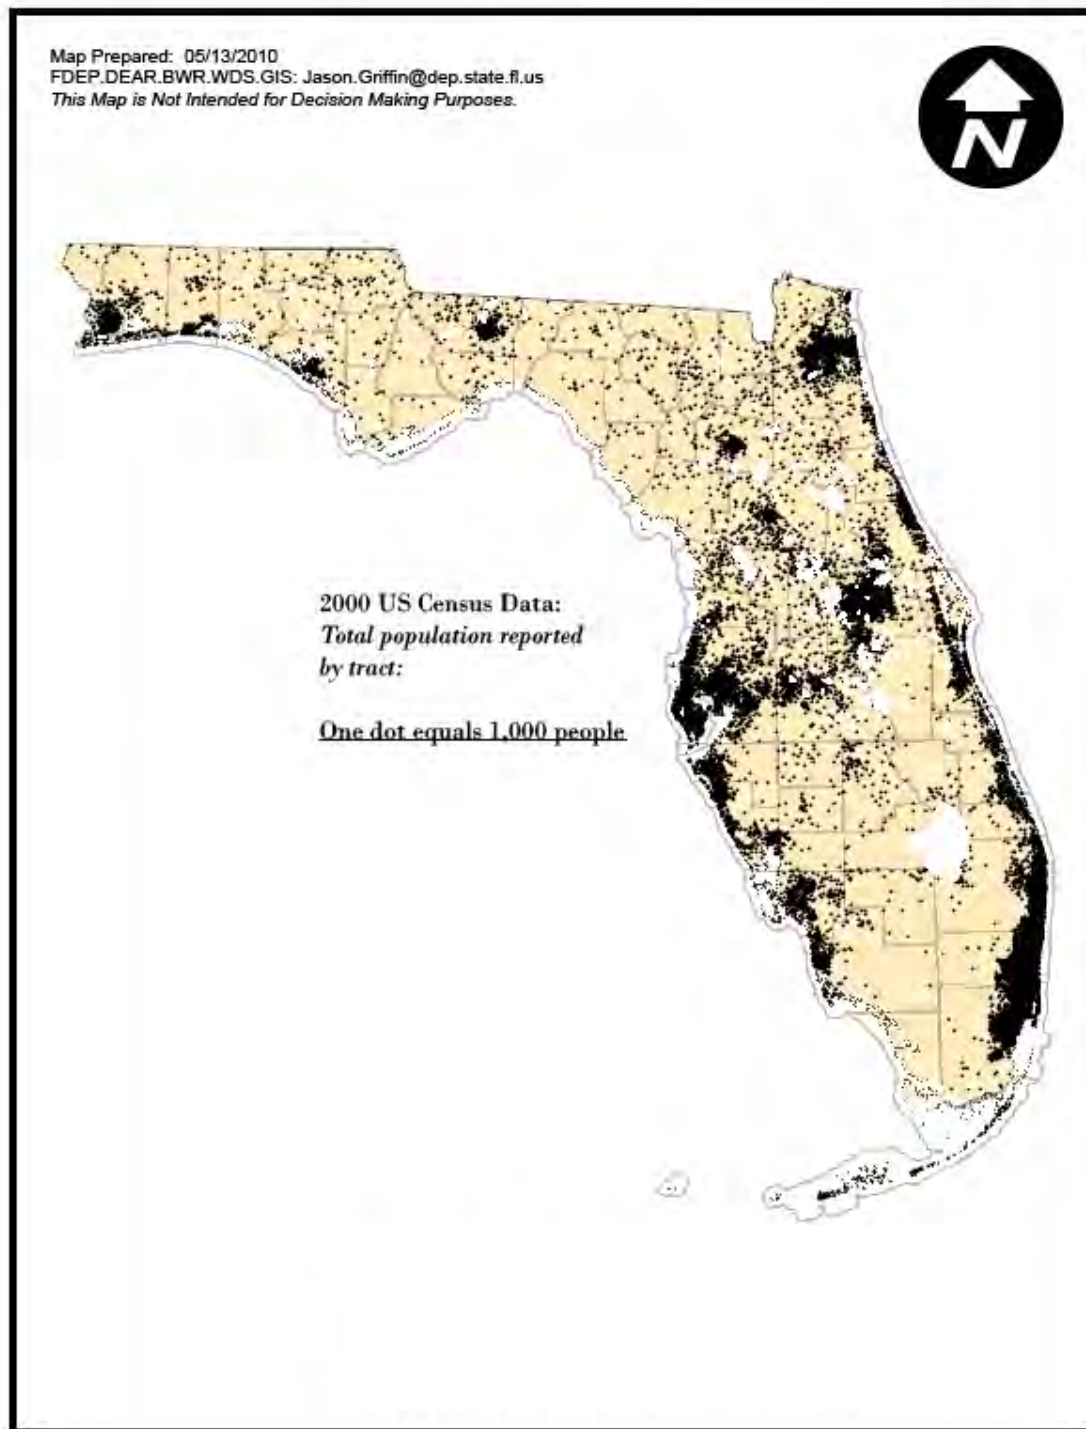 Map Prepared: 05/13/2010
FDEP.DEAR.BWR.WDS.GIS: Jason.Griffin@dep.state.fl.us
This Map is Not Intended for Decision Making Purposes.
N
2000 US Census Data:
Total population reported
by tract:
One dot equals 1,000 people